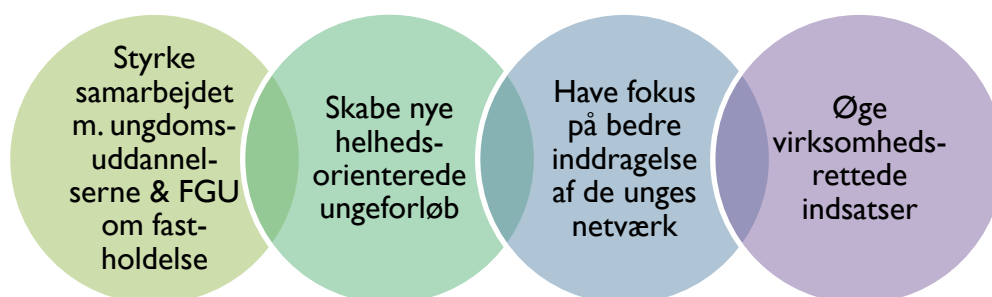 Styrke
samarbejdet
m. ungdoms-
uddannel-
serne & FGU
om fast-
holdelse
Skabe nye
helheds-
orienterede
ungeforløb
Have fokus
på bedre
inddragelse
af de unges
netværk
Øge
virksomheds-
rettede
indsatser